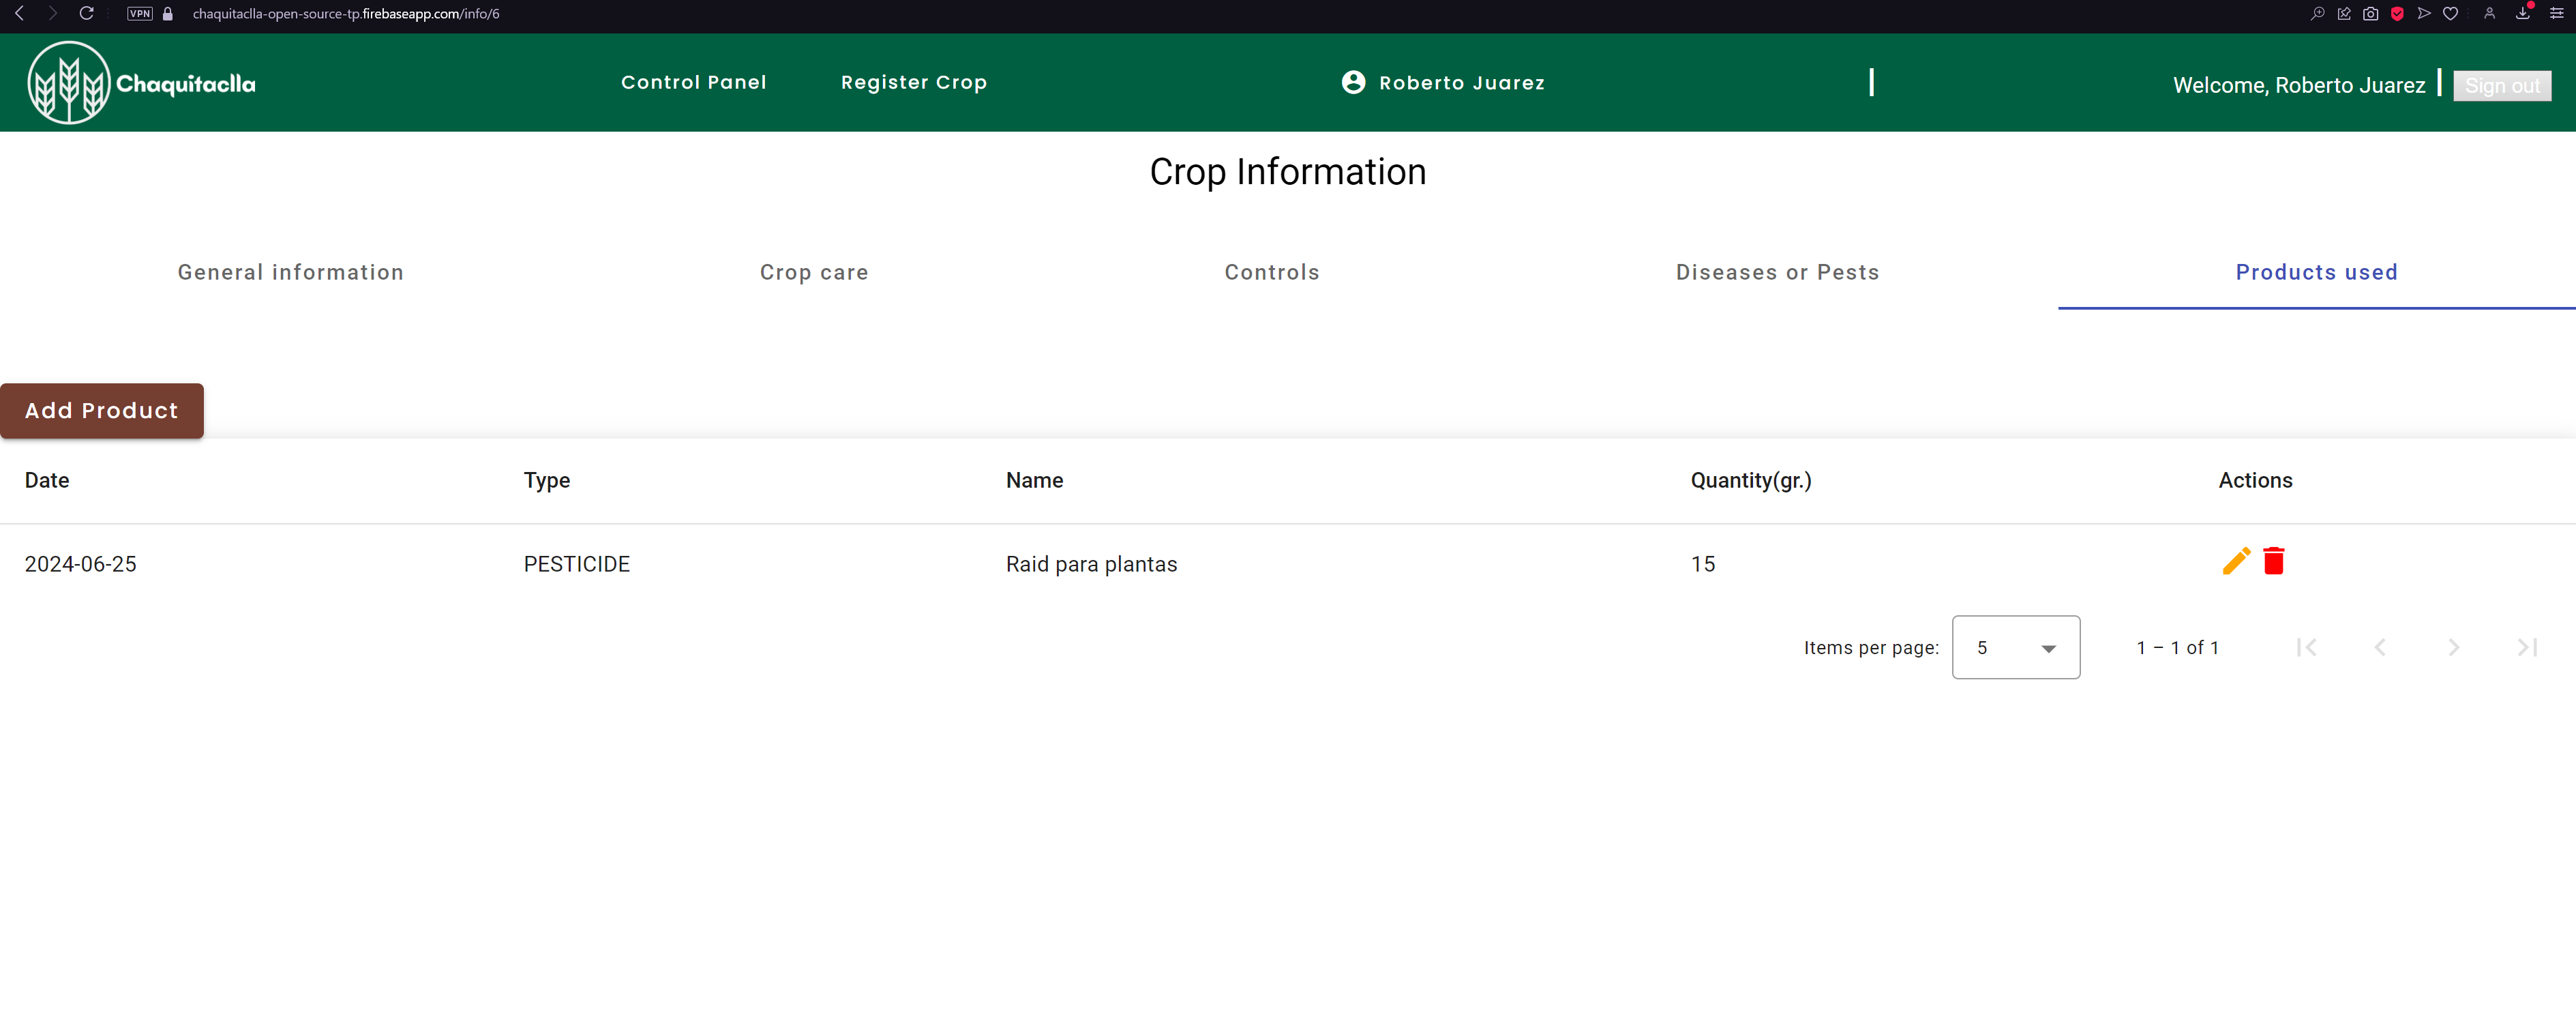 VPN chaquitaclla-open-source-tp.firebaseapp.com/info/6
Chaquitaclla Control Panel Register Crop Roberto Juarez | Welcome, Roberto Juarez | Sign out
Crop Information
General information Crop care Controls Diseases or Pests Products used
Add Product
Date Type Name Quantity(gr.) Actions
2024-06-25 PESTICIDE Raid para plantas 15
Items per page: 5 1 – 1 of 1